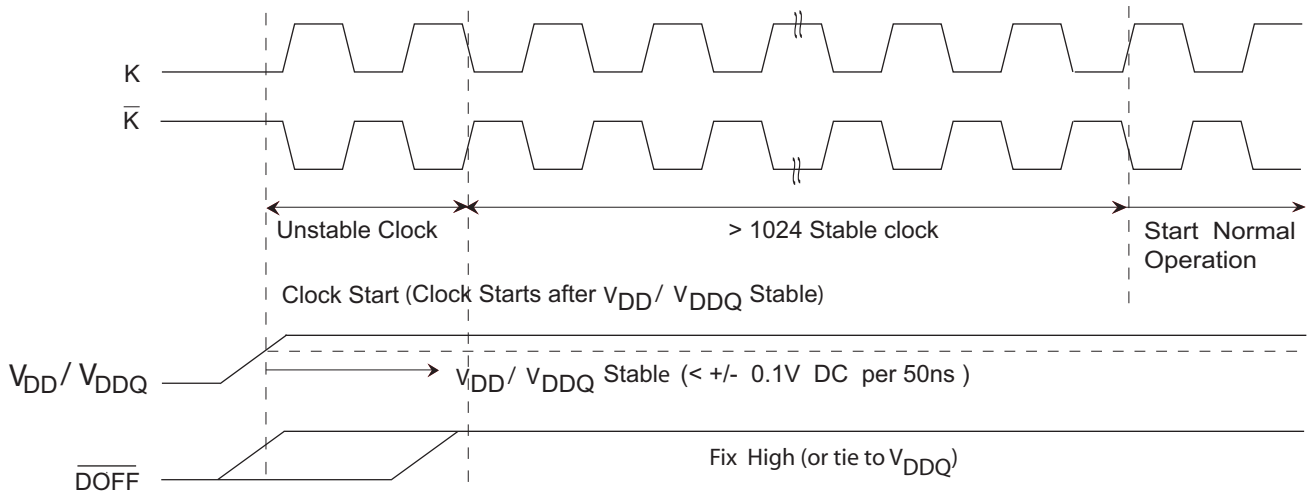 K
K̅
Unstable Clock
> 1024 Stable clock
Start Normal
Operation
Clock Start (Clock Starts after VDD / VDDQ Stable)
VDD / VDDQ
VDD / VDDQ Stable (< +/- 0.1V DC per 50ns )
Fix High (or tie to VDDQ)
D̅O̅F̅F̅